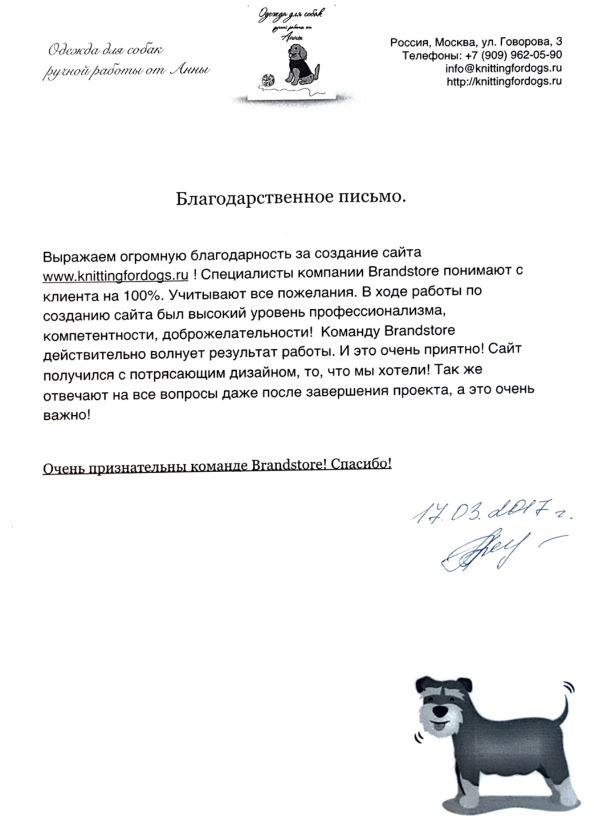 Одежда для собак
ручной работы от Анны
Одежда для собак
ручной работы от
Анны
Россия, Москва, ул. Говорова, 3
Телефоны: +7 (909) 962-05-90
info@knittingfordogs.ru
http://knittingfordogs.ru
Благодарственное письмо.
Выражаем огромную благодарность за создание сайта
www.knittingfordogs.ru ! Специалисты компании Brandstore понимают с
клиента на 100%. Учитывают все пожелания. В ходе работы по
созданию сайта был высокий уровень профессионализма,
компетентности, доброжелательности!  Команду Brandstore
действительно волнует результат работы. И это очень приятно! Сайт
получился с потрясающим дизайном, то, что мы хотели! Так же
отвечают на все вопросы даже после завершения проекта, а это очень
важно!
Очень признательны команде Brandstore! Спасибо!
17.03.2017 г.